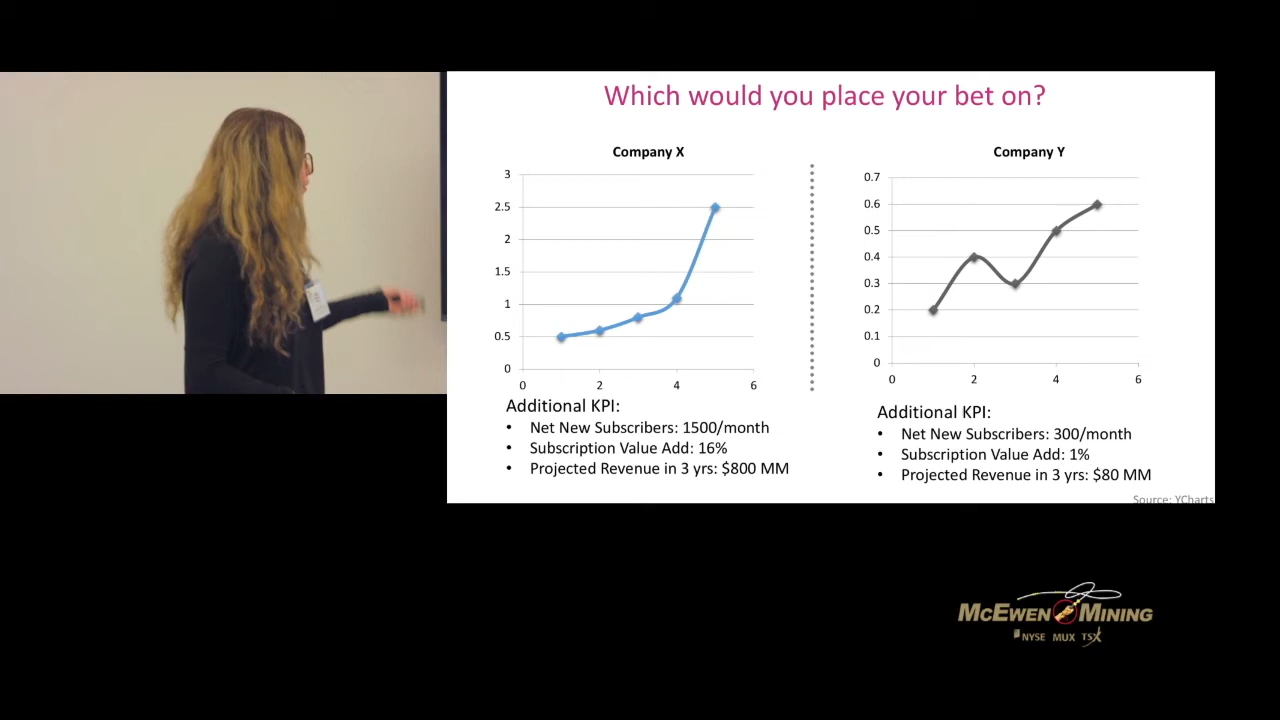 Which would you place your bet on?
Company X
3
2.5
2
1.5
1
0.5
0
0
2
4
6
Additional KPI:
• Net New Subscribers: 1500/month
• Subscription Value Add: 16%
• Projected Revenue in 3 yrs: $800 MM
Company Y
0.7
0.6
0.5
0.4
0.3
0.2
0.1
0
0
2
4
6
Additional KPI:
• Net New Subscribers: 300/month
• Subscription Value Add: 1%
• Projected Revenue in 3 yrs: $80 MM
Source: YCharts
MCEWEN MINING
NYSE MUX TSX